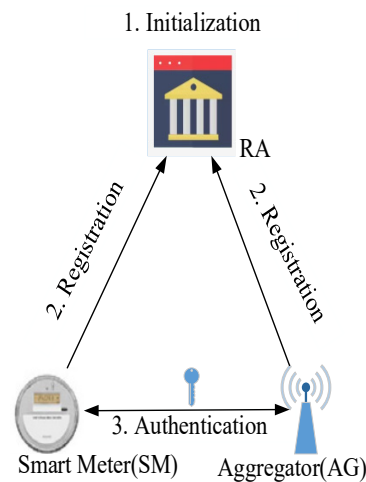 1. Initialization
RA
2. Registration
2. Registration
3. Authentication
Smart Meter(SM)
Aggregator(AG)